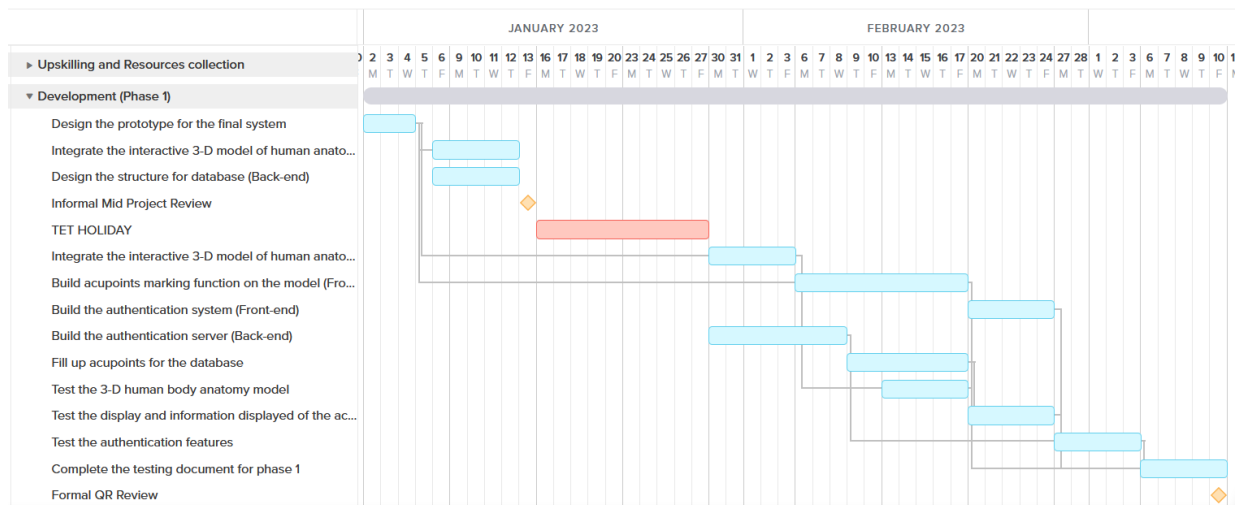 JANUARY 2023 FEBRUARY 2023
2 3 4 5 6 9 10 11 12 13 16 17 18 19 20 23 24 25 26 27 30 31 1 2 3 6 7 8 9 10 13 14 15 16 17 20 21 22 23 24 27 28 1 2 3 6 7 8 9 10
M T W T F M T W T F M T W T F M T W T F M T W T F M T W T F M T W T F M T W T F M T W T F M T W T F
Upskilling and Resources collection
Development (Phase 1)
Design the prototype for the final system
Integrate the interactive 3-D model of human anato...
Design the structure for database (Back-end)
Informal Mid Project Review
TET HOLIDAY
Integrate the interactive 3-D model of human anato...
Build acupoints marking function on the model (Fro...
Build the authentication system (Front-end)
Build the authentication server (Back-end)
Fill up acupoints for the database
Test the 3-D human body anatomy model
Test the display and information displayed of the ac...
Test the authentication features
Complete the testing document for phase 1
Formal QR Review